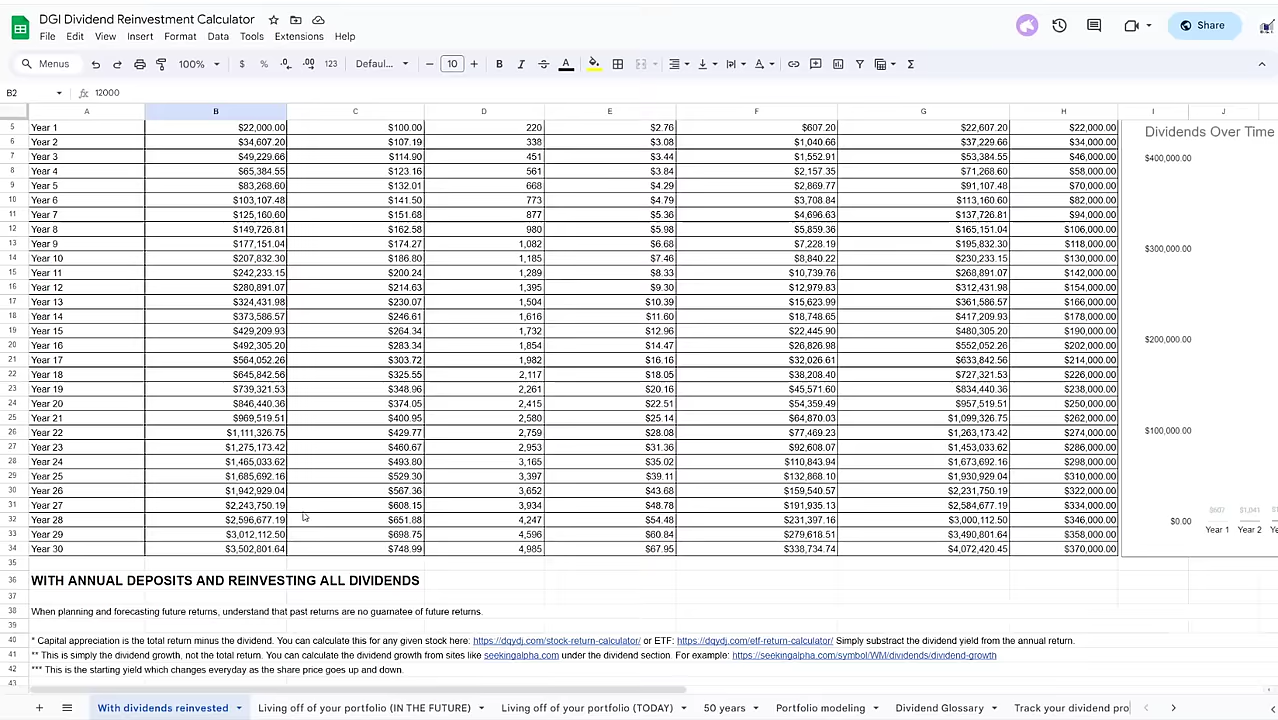 DGI Dividend Reinvestment Calculator
File Edit View Insert Format Data Tools Extensions Help
Share
Menus 100% $ % .0 .00 123 Defaul... − 10 + B I A Σ
B2 fx 12000
A B C D E F G H I J
5 Year 1 $22,000.00 $100.00 220 $2.76 $607.20 $22,607.20 $22,000.00
6 Year 2 $34,607.20 $107.19 338 $3.08 $1,040.66 $37,229.66 $34,000.00
7 Year 3 $49,229.66 $114.90 451 $3.44 $1,552.91 $53,384.55 $46,000.00
8 Year 4 $65,384.55 $123.16 561 $3.84 $2,157.35 $71,268.60 $58,000.00
9 Year 5 $83,268.60 $132.01 668 $4.29 $2,869.77 $91,107.48 $70,000.00
10 Year 6 $103,107.48 $141.50 773 $4.79 $3,708.84 $113,160.60 $82,000.00
11 Year 7 $125,160.60 $151.68 877 $5.36 $4,696.63 $137,726.81 $94,000.00
12 Year 8 $149,726.81 $162.58 980 $5.98 $5,859.36 $165,151.04 $106,000.00
13 Year 9 $177,151.04 $174.27 1,082 $6.68 $7,228.19 $195,832.30 $118,000.00
14 Year 10 $207,832.30 $186.80 1,185 $7.46 $8,840.22 $230,233.15 $130,000.00
15 Year 11 $242,233.15 $200.24 1,289 $8.33 $10,739.76 $268,891.07 $142,000.00
16 Year 12 $280,891.07 $214.63 1,395 $9.30 $12,979.83 $312,431.98 $154,000.00
17 Year 13 $324,431.98 $230.07 1,504 $10.39 $15,623.99 $361,586.57 $166,000.00
18 Year 14 $373,586.57 $246.61 1,616 $11.60 $18,748.65 $417,209.93 $178,000.00
19 Year 15 $429,209.93 $264.34 1,732 $12.96 $22,445.90 $480,305.20 $190,000.00
20 Year 16 $492,305.20 $283.34 1,854 $14.47 $26,826.98 $552,052.26 $202,000.00
21 Year 17 $564,052.26 $303.72 1,982 $16.16 $32,026.61 $633,842.56 $214,000.00
22 Year 18 $645,842.56 $325.55 2,117 $18.05 $38,208.40 $727,321.53 $226,000.00
23 Year 19 $739,321.53 $348.96 2,261 $20.16 $45,571.60 $834,440.36 $238,000.00
24 Year 20 $846,440.36 $374.05 2,415 $22.51 $54,359.49 $957,519.51 $250,000.00
25 Year 21 $969,519.51 $400.95 2,580 $25.14 $64,870.03 $1,099,326.75 $262,000.00
26 Year 22 $1,111,326.75 $429.77 2,759 $28.08 $77,469.23 $1,263,173.42 $274,000.00
27 Year 23 $1,275,173.42 $460.67 2,953 $31.36 $92,608.07 $1,453,033.62 $286,000.00
28 Year 24 $1,465,033.62 $493.80 3,165 $35.02 $110,843.94 $1,673,692.16 $298,000.00
29 Year 25 $1,685,692.16 $529.30 3,397 $39.11 $132,868.10 $1,930,929.04 $310,000.00
30 Year 26 $1,942,929.04 $567.36 3,652 $43.68 $159,540.57 $2,231,750.19 $322,000.00
31 Year 27 $2,243,750.19 $608.15 3,934 $48.78 $191,935.13 $2,584,677.19 $334,000.00
32 Year 28 $2,596,677.19 $651.88 4,247 $54.48 $231,397.16 $3,000,112.50 $346,000.00
33 Year 29 $3,012,112.50 $698.75 4,596 $60.84 $279,618.51 $3,490,801.64 $358,000.00
34 Year 30 $3,502,801.64 $748.99 4,985 $67.95 $338,734.74 $4,072,420.45 $370,000.00
Dividends Over Time
$400,000.00
$300,000.00
$200,000.00
$100,000.00
$607 $1,041
$0.00
Year 1 Year 2 Yea
35
36 WITH ANNUAL DEPOSITS AND REINVESTING ALL DIVIDENDS
37
38 When planning and forecasting future returns, understand that past returns are no guarnatee of future returns.
39
40 * Capital appreciation is the total return minus the dividend. You can calculate this for any given stock here: https://dqydj.com/stock-return-calculator/ or ETF: https://dqydj.com/etf-return-calculator/ Simply substract the dividend yield from the annual return.
41 ** This is simply the dividend growth, not the total return. You can calculate the dividend growth from sites like seekingalpha.com under the dividend section. For example: https://seekingalpha.com/symbol/WM/dividends/dividend-growth
42 *** This is the starting yield which changes everyday as the share price goes up and down.
43
+ With dividends reinvested Living off of your portfolio (IN THE FUTURE) Living off of your portfolio (TODAY) 50 years Portfolio modeling Dividend Glossary Track your dividend pro